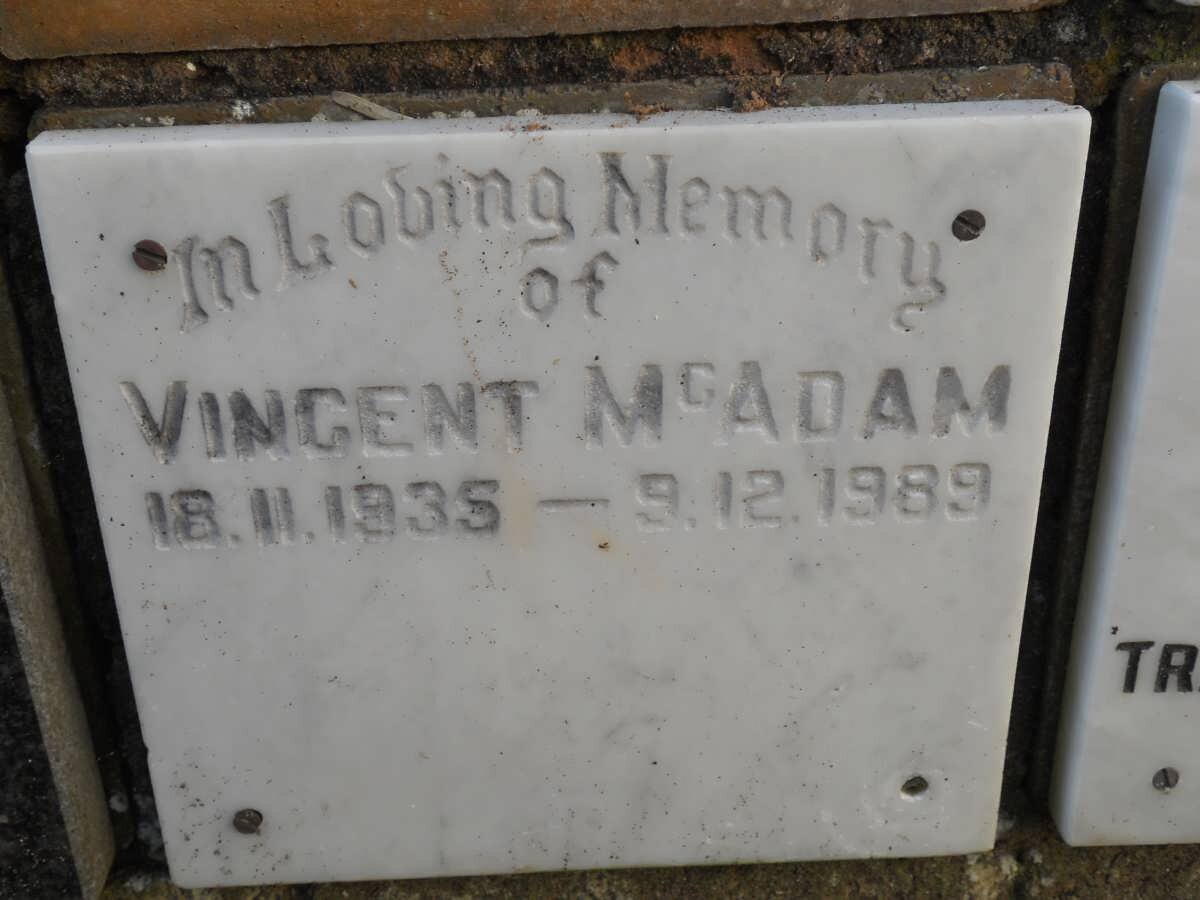 In Loving Memory
of
VINCENT McADAM
18.11.1935 — 9.12.1989